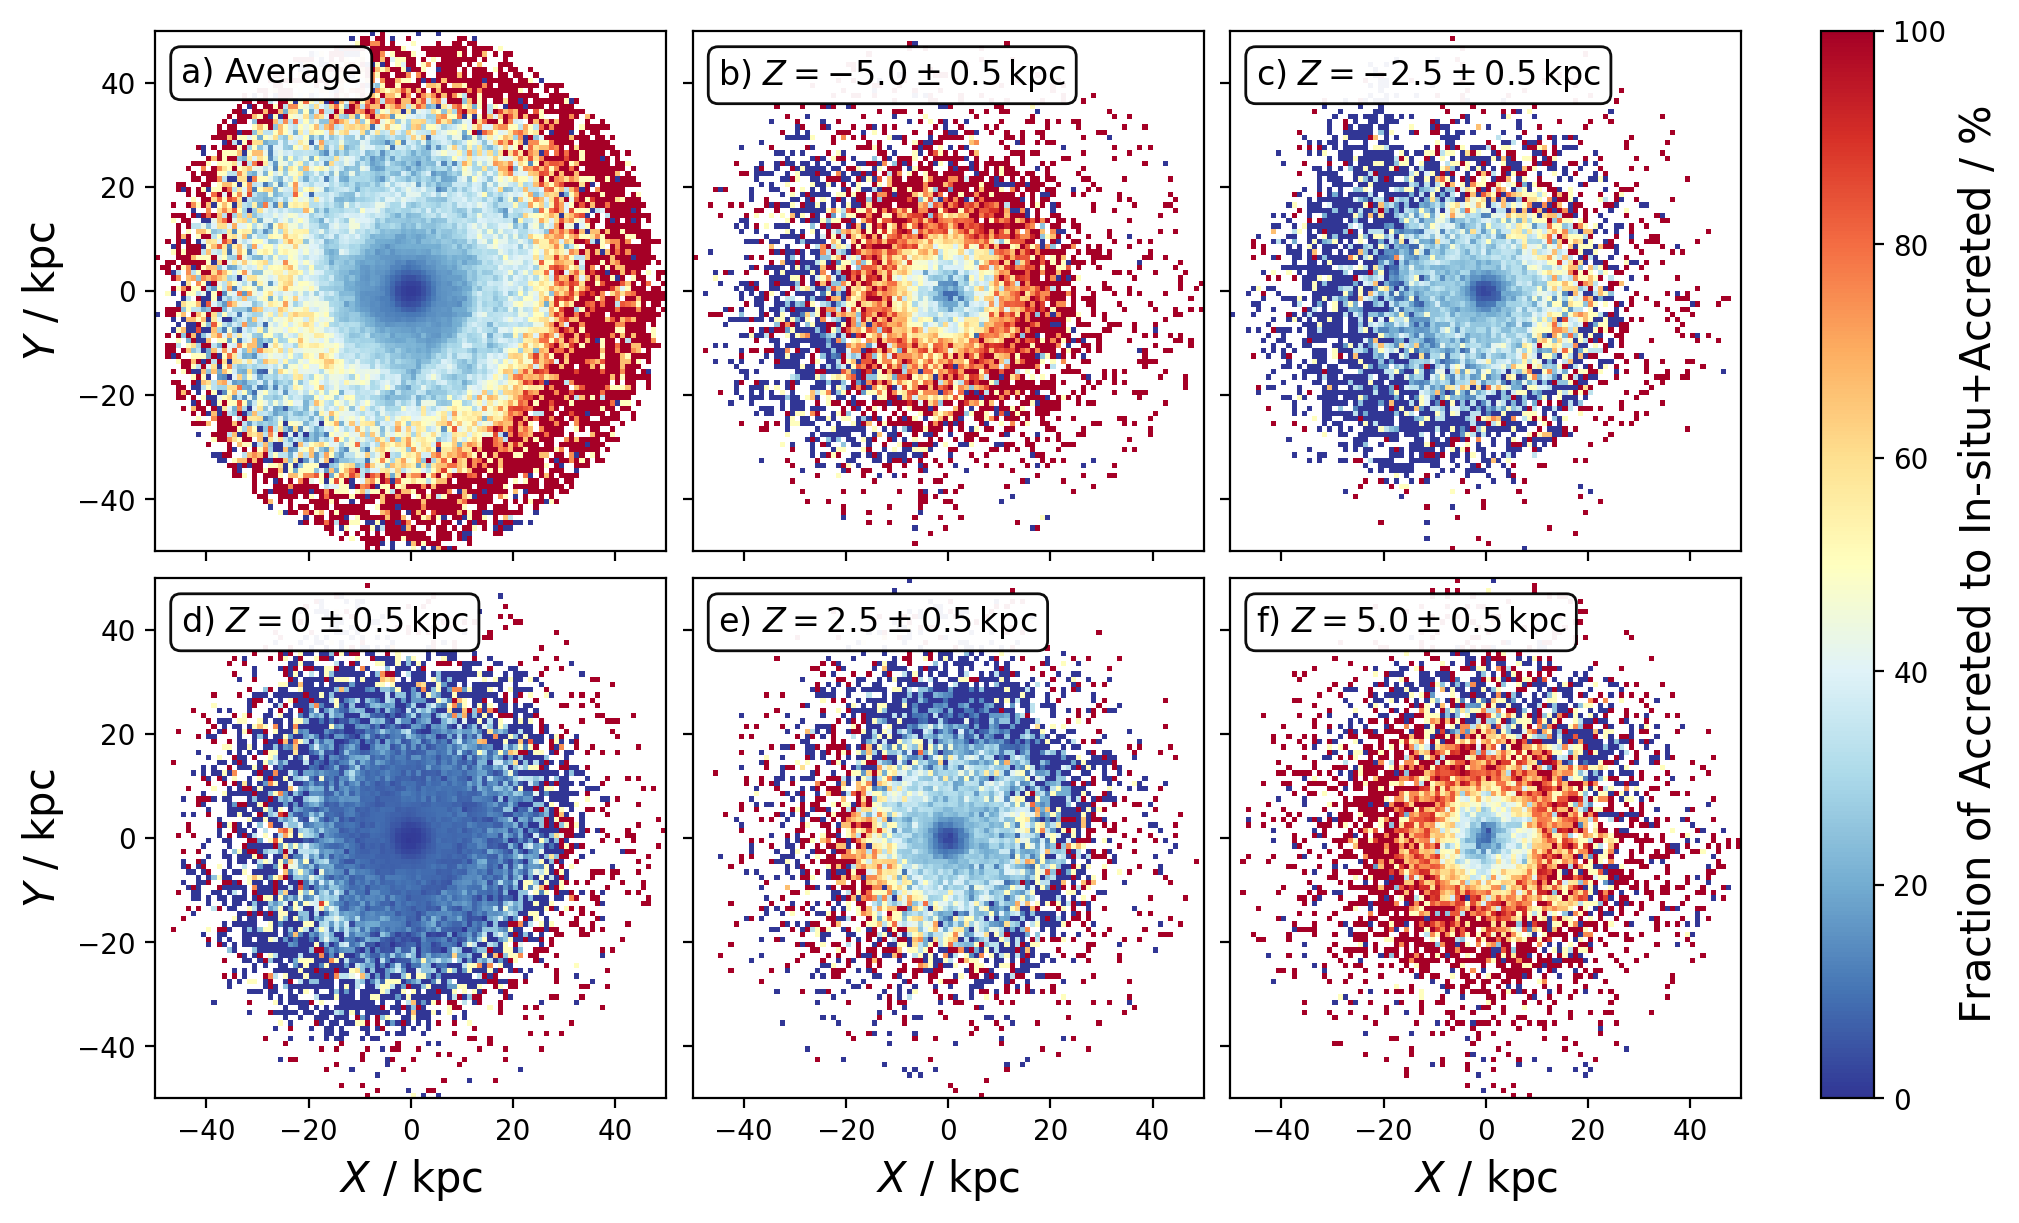 a) Average
b) Z = −5.0 ± 0.5 kpc
c) Z = −2.5 ± 0.5 kpc
40
20
0
−20
−40
Y / kpc
d) Z = 0 ± 0.5 kpc
e) Z = 2.5 ± 0.5 kpc
f) Z = 5.0 ± 0.5 kpc
40
20
0
−20
−40
Y / kpc
−40 −20 0 20 40
−40 −20 0 20 40
−40 −20 0 20 40
X / kpc
X / kpc
X / kpc
100
80
60
40
20
0
Fraction of Accreted to In-situ+Accreted / %